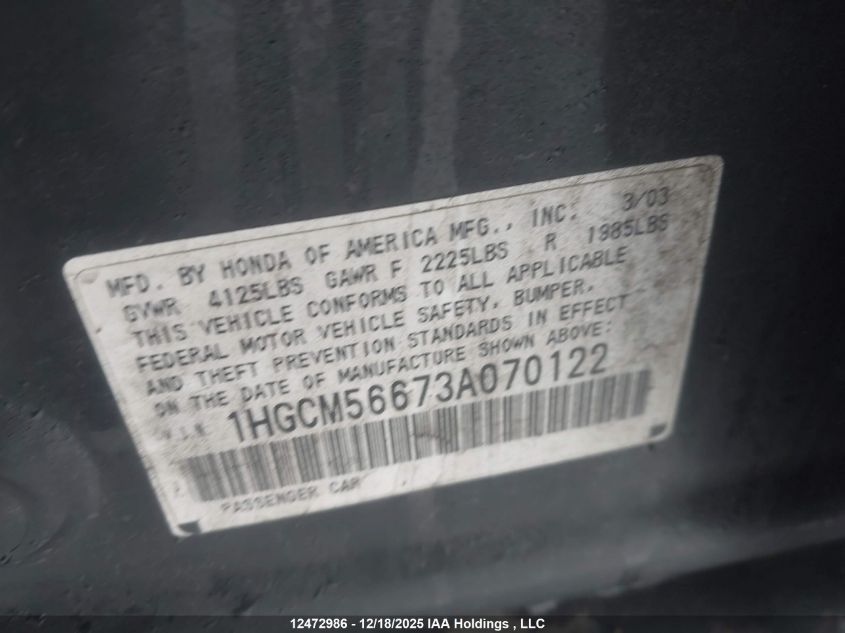 MFD. BY HONDA OF AMERICA MFG., INC. 3/03
GVWR 4125LBS GAWR F 2225LBS R 1985LBS
THIS VEHICLE CONFORMS TO ALL APPLICABLE
FEDERAL MOTOR VEHICLE SAFETY, BUMPER,
AND THEFT PREVENTION STANDARDS IN EFFECT
ON THE DATE OF MANUFACTURE SHOWN ABOVE:
V.I.N. 1HGCM56673A070122
PASSENGER CAR
12472986 - 12/18/2025 IAA Holdings , LLC